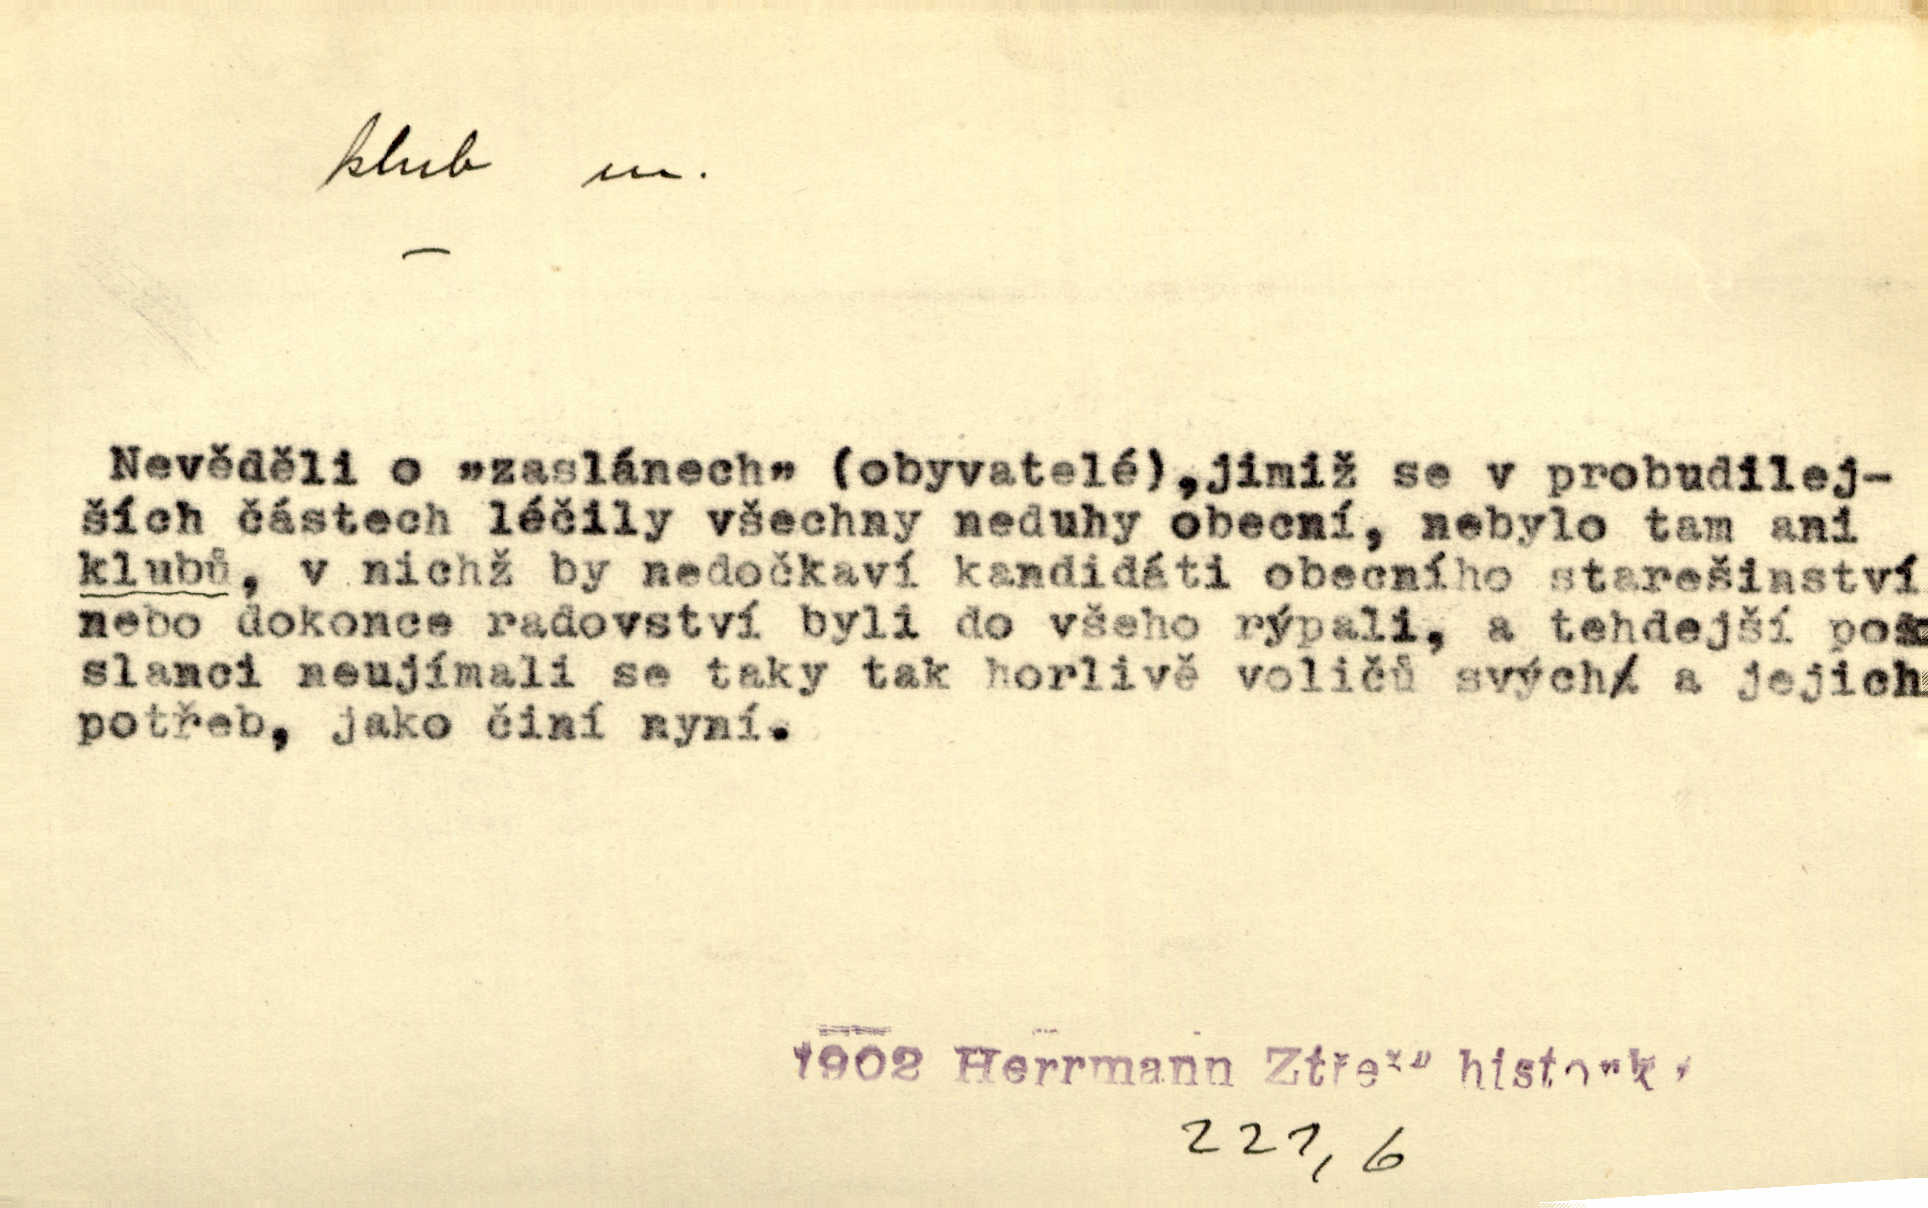 klub m.
Nevěděli o „zaslánech„ (obyvatelé),jimiž se v probudilej-
ších částech léčily všechny neduhy obecní, nebylo tam ani
klubů, v nichž by nedočkaví kandidáti obecního starešinství
nebo dokonce radovství byli do všeho rýpali, a tehdejší po
slanci neujímali se taky tak horlivě voličů svých a jejich
potřeb, jako činí nyní.
1902 Herrmann
221, 6